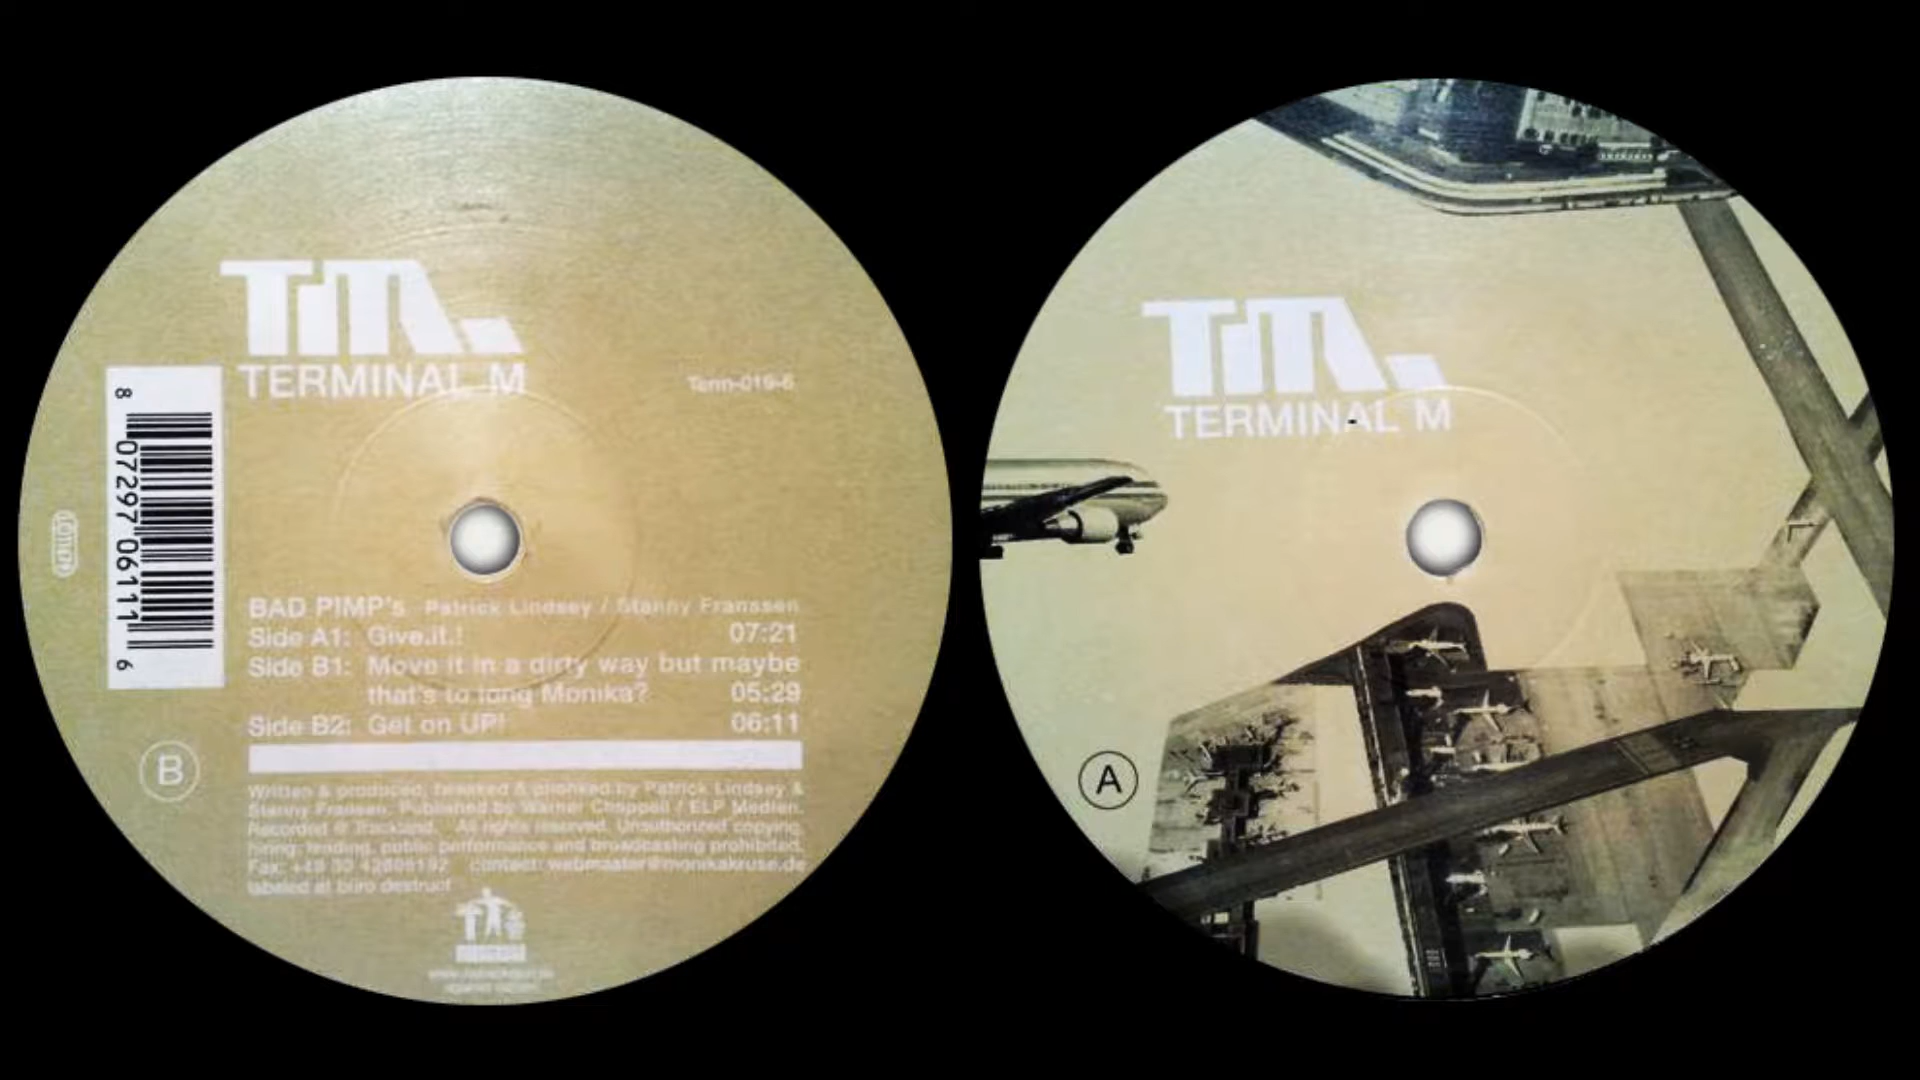 TM.
TERMINAL M
Term-019-6
8 07297 06111 6
BAD PIMP's Patrick Lindsey / Stanny Franssen
Side A1: Give.it.! 07:21
Side B1: Move it in a dirty way but maybe
that's to long Monika? 05:29
Side B2: Get on UP! 06:11
B
Written & produced, tweaked & plonked by Patrick Lindsey &
Stanny Franssen. Published by Warner Chappell / ELP Medien.
Recorded @ Trackland. All rights reserved. Unauthorized copying,
hiring, lending, public performance and broadcasting prohibited.
Fax: +49 30 42806192 contact: webmaster@monikakruse.de
labeled at büro destruct
TM.
TERMINAL M
A